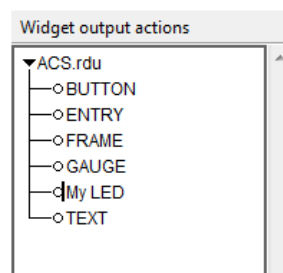 Widget output actions
ACS.rdu
BUTTON
ENTRY
FRAME
GAUGE
My LED
TEXT